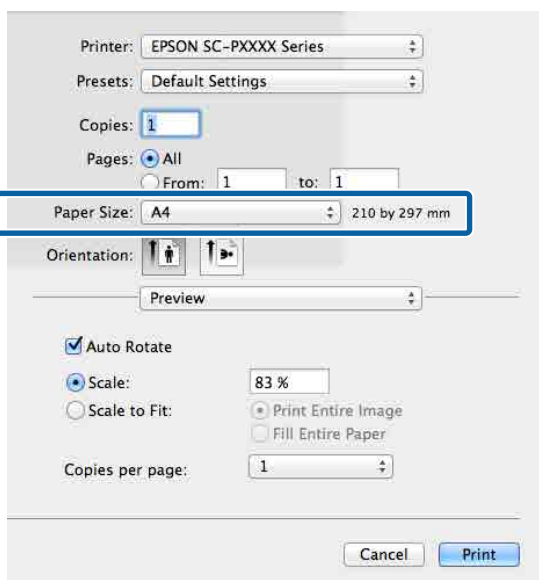 Printer: EPSON SC-PXXXX Series
Presets: Default Settings
Copies: 1
Pages: All
From: 1 to: 1
Paper Size: A4 210 by 297 mm
Orientation:
Preview
Auto Rotate
Scale: 83 %
Scale to Fit: Print Entire Image
Fill Entire Paper
Copies per page: 1
Cancel Print